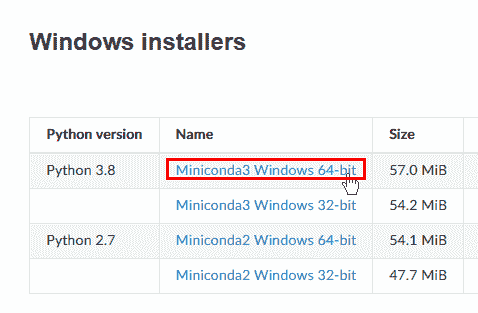 Windows installers
Python version Name Size
Python 3.8 Miniconda3 Windows 64-bit 57.0 MiB
Miniconda3 Windows 32-bit 54.2 MiB
Python 2.7 Miniconda2 Windows 64-bit 54.1 MiB
Miniconda2 Windows 32-bit 47.7 MiB